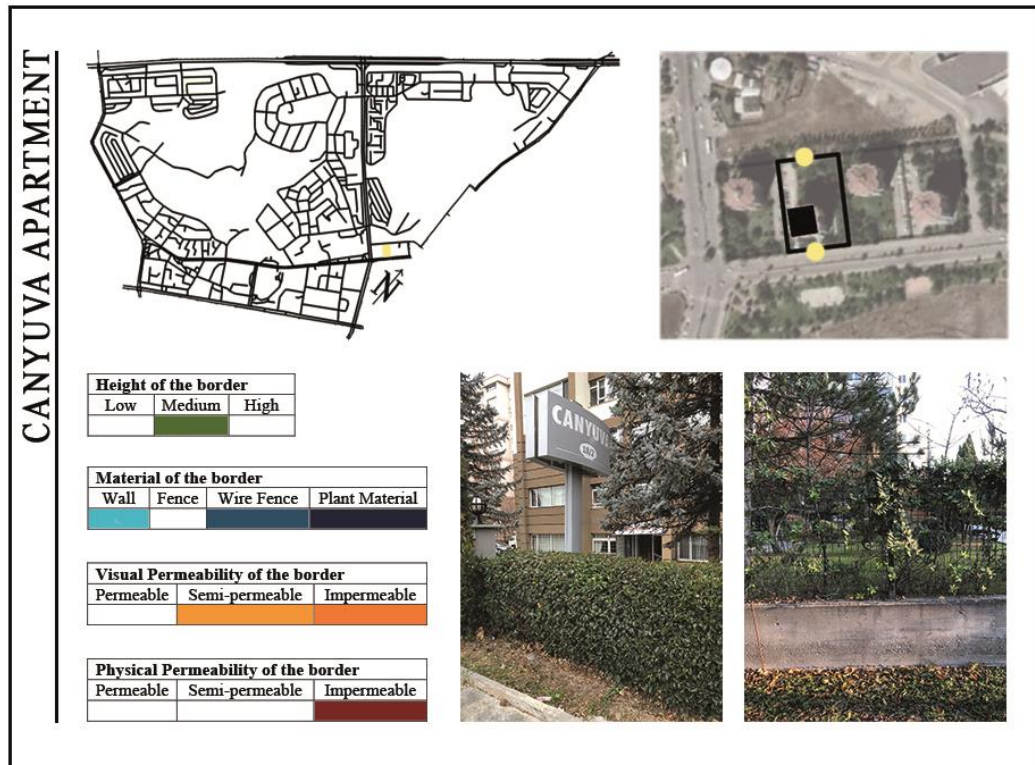 CANYUVA APARTMENT
N
Height of the border
Low Medium High
Material of the border
Wall Fence Wire Fence Plant Material
Visual Permeability of the border
Permeable Semi-permeable Impermeable
Physical Permeability of the border
Permeable Semi-permeable Impermeable
CANYUVA